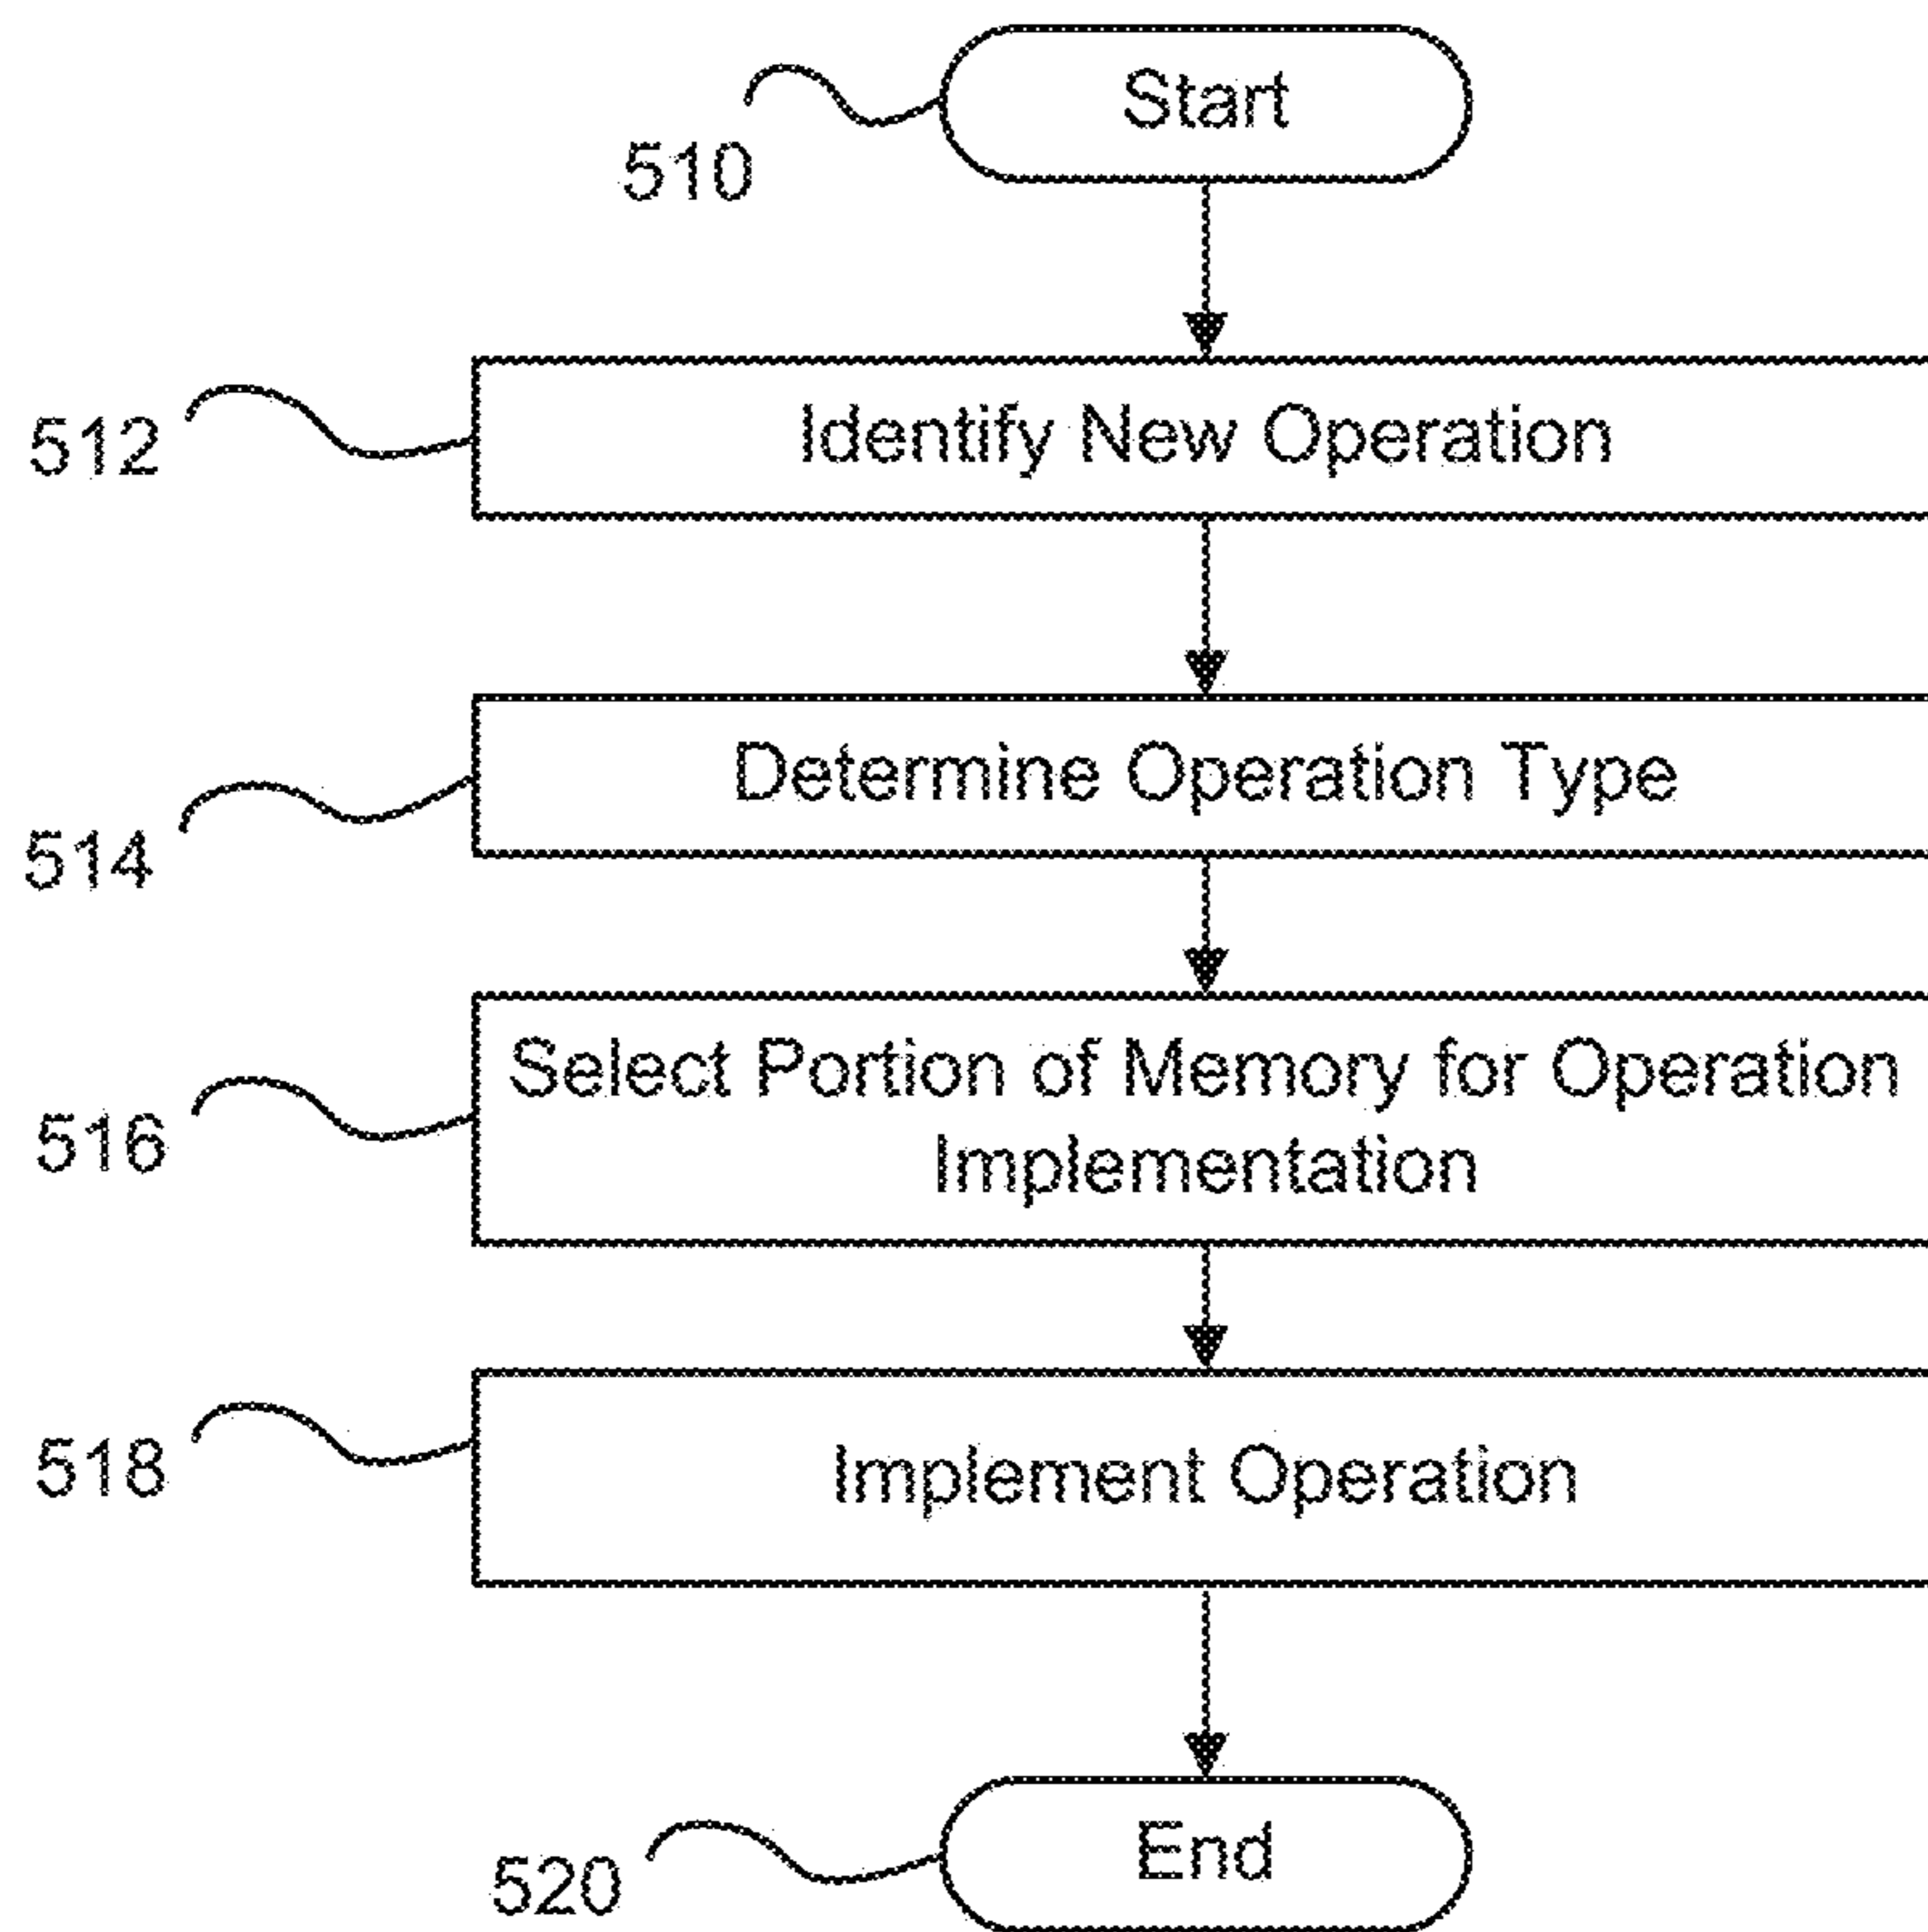 Start
510
Identify New Operation
512
Determine Operation Type
514
Select Portion of Memory for Operation
Implementation
516
Implement Operation
518
End
520